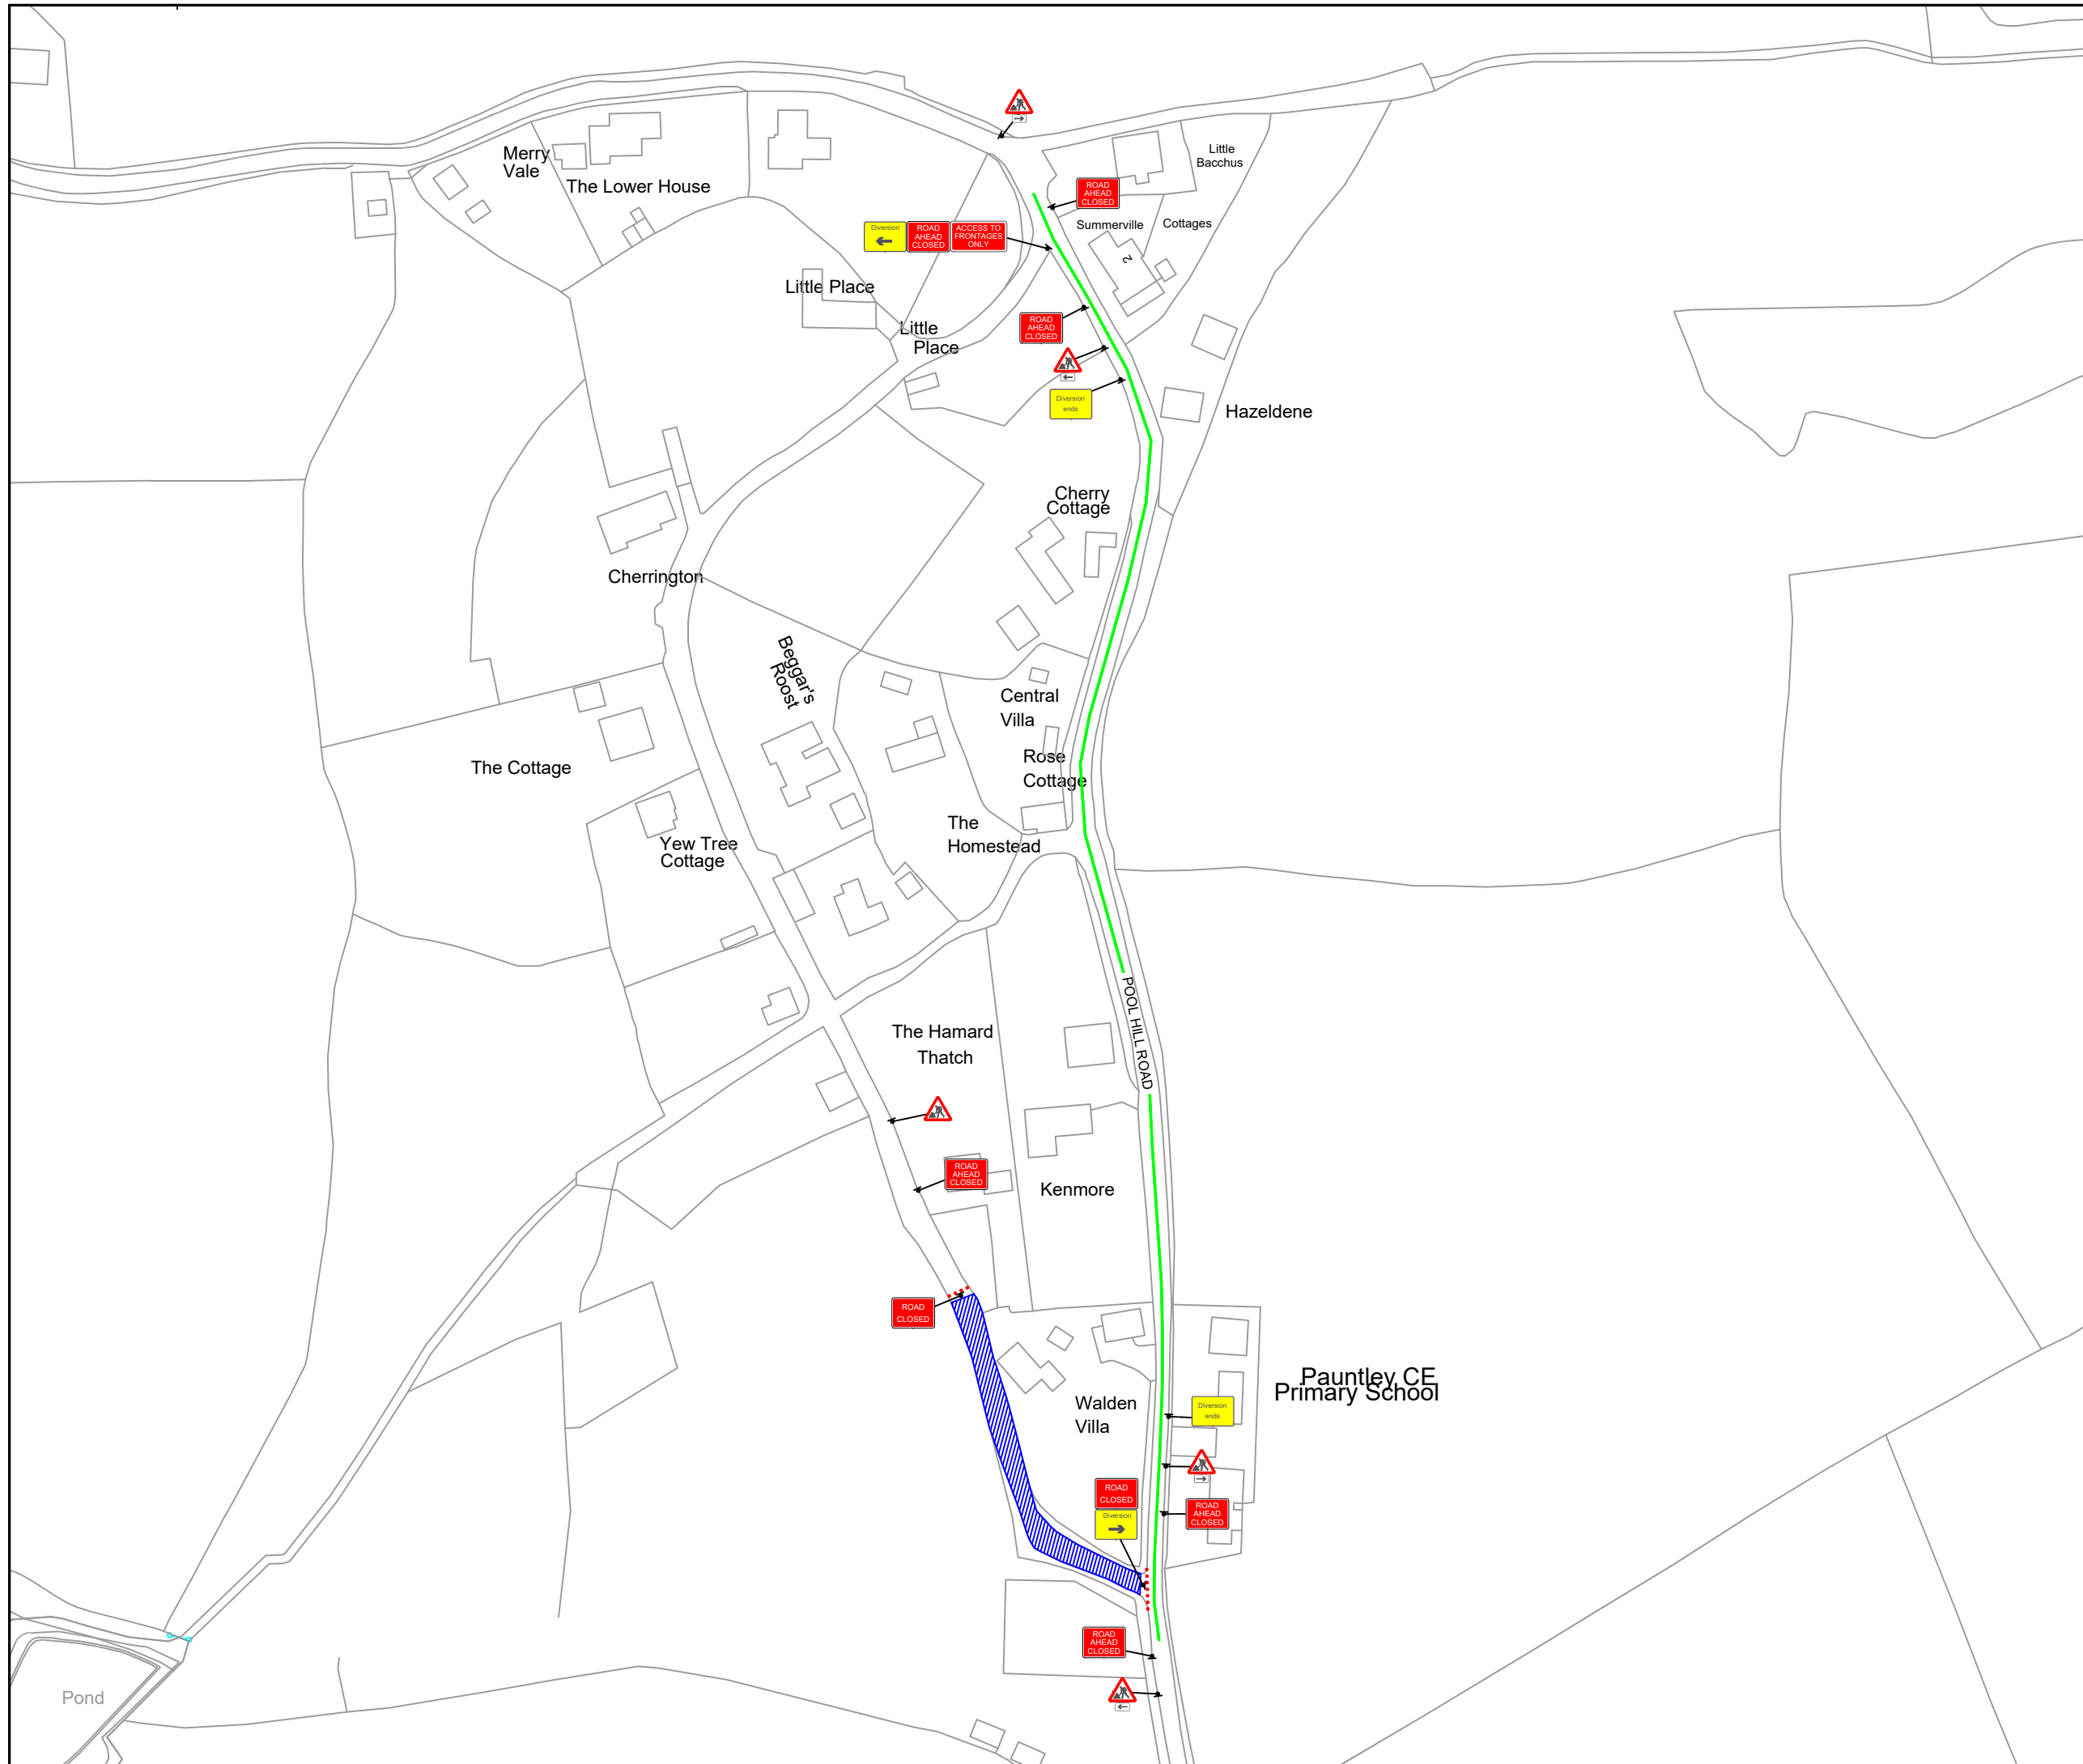 Merry
Vale
The Lower House
Little
Bacchus
ROAD
AHEAD
CLOSED
Summerville
Cottages
2
Diversion
ROAD
AHEAD
CLOSED
ACCESS TO
FRONTAGES
ONLY
Little Place
Little
Place
ROAD
AHEAD
CLOSED
Diversion
ends
Hazeldene
Cherry
Cottage
Cherrington
Beggar's
Roost
Central
Villa
Rose
Cottage
The Cottage
Yew Tree
Cottage
The
Homestead
POOL HILL ROAD
The Hamard
Thatch
ROAD
AHEAD
CLOSED
Kenmore
ROAD
CLOSED
Pauntley CE
Primary School
Walden
Villa
Diversion
ends
ROAD
CLOSED
Diversion
ROAD
AHEAD
CLOSED
ROAD
AHEAD
CLOSED
Pond